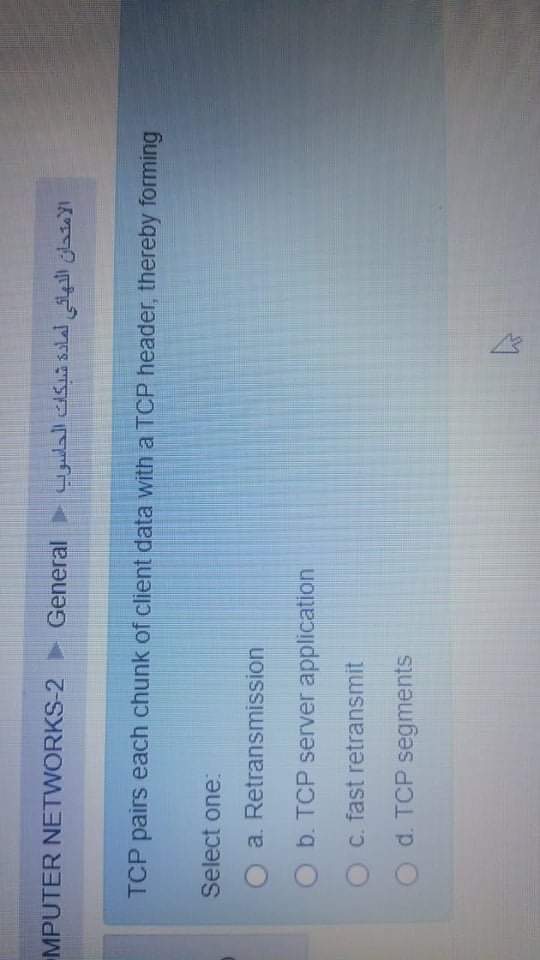 OMPUTER NETWORKS-2 ► General ► الامتحان النهائي لمادة شبكات الحاسوب
TCP pairs each chunk of client data with a TCP header, thereby forming
Select one:
a. Retransmission
b. TCP server application
c. fast retransmit
d. TCP segments